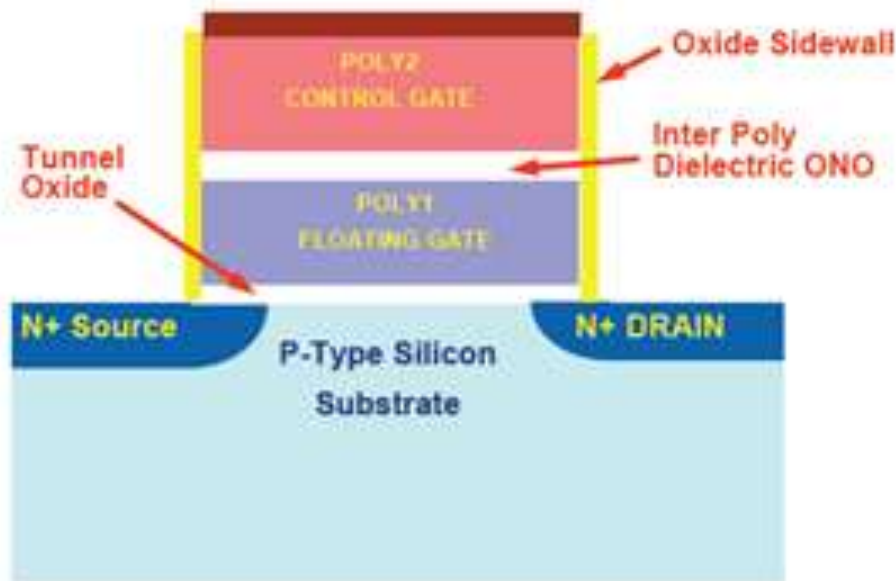 POLY2
CONTROL GATE
Oxide Sidewall
Inter Poly
Dielectric ONO
Tunnel
Oxide
POLY1
FLOATING GATE
N+ Source
N+ DRAIN
P-Type Silicon
Substrate